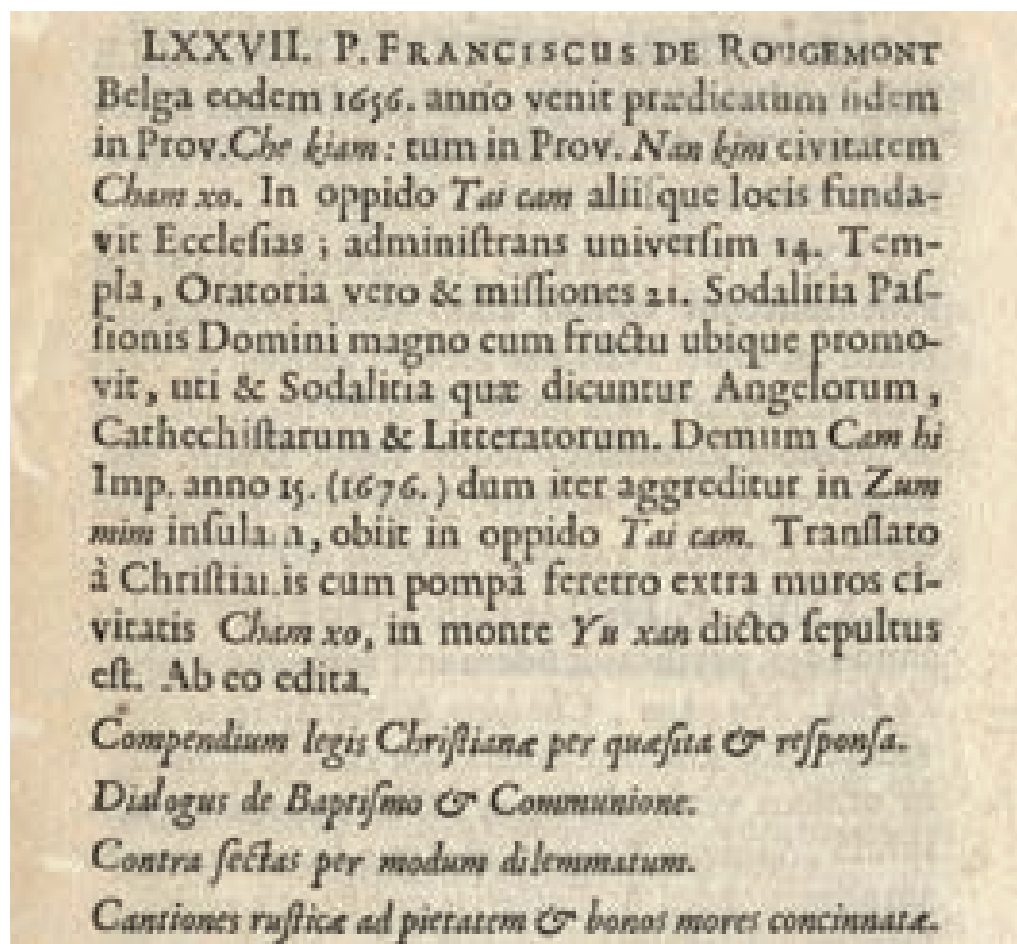 LXXVII. P. FRANCISCUS DE ROUGEMONT
Belga eodem 1656. anno venit prædicatum fidem
in Prov. Che kiam: tum in Prov. Nan kim civitatem
Cham xo. In oppido Tai cam aliisque locis funda-
vit Ecclesias; administrans universim 14. Tem-
pla, Oratoria vero & missiones 21. Sodalitia Pas-
sionis Domini magno cum fructu ubique promo-
vit, uti & Sodalitia quæ dicuntur Angelorum,
Cathechistarum & Litteratorum. Demum Cam hi
Imp. anno 15. (1676.) dum iter aggreditur in Zum
mim insulam, obiit in oppido Tai cam. Translato
à Christianis cum pompâ feretro extra muros ci-
vitatis Cham xo, in monte Yu xan dicto sepultus
est. Ab eo edita.
Compendium legis Christianæ per quæsita & responsa.
Dialogus de Baptismo & Communione.
Contra sectas per modum dilemmatum.
Cantiones rusticæ ad pietatem & bonos mores concinnatæ.